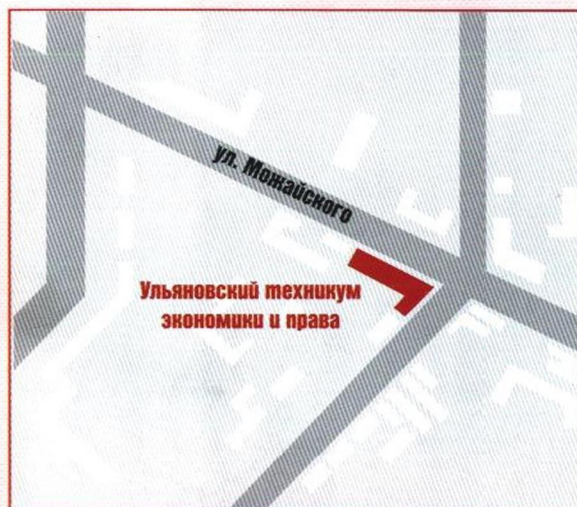 ул. Можайского
Ульяновский техникум
экономики и права